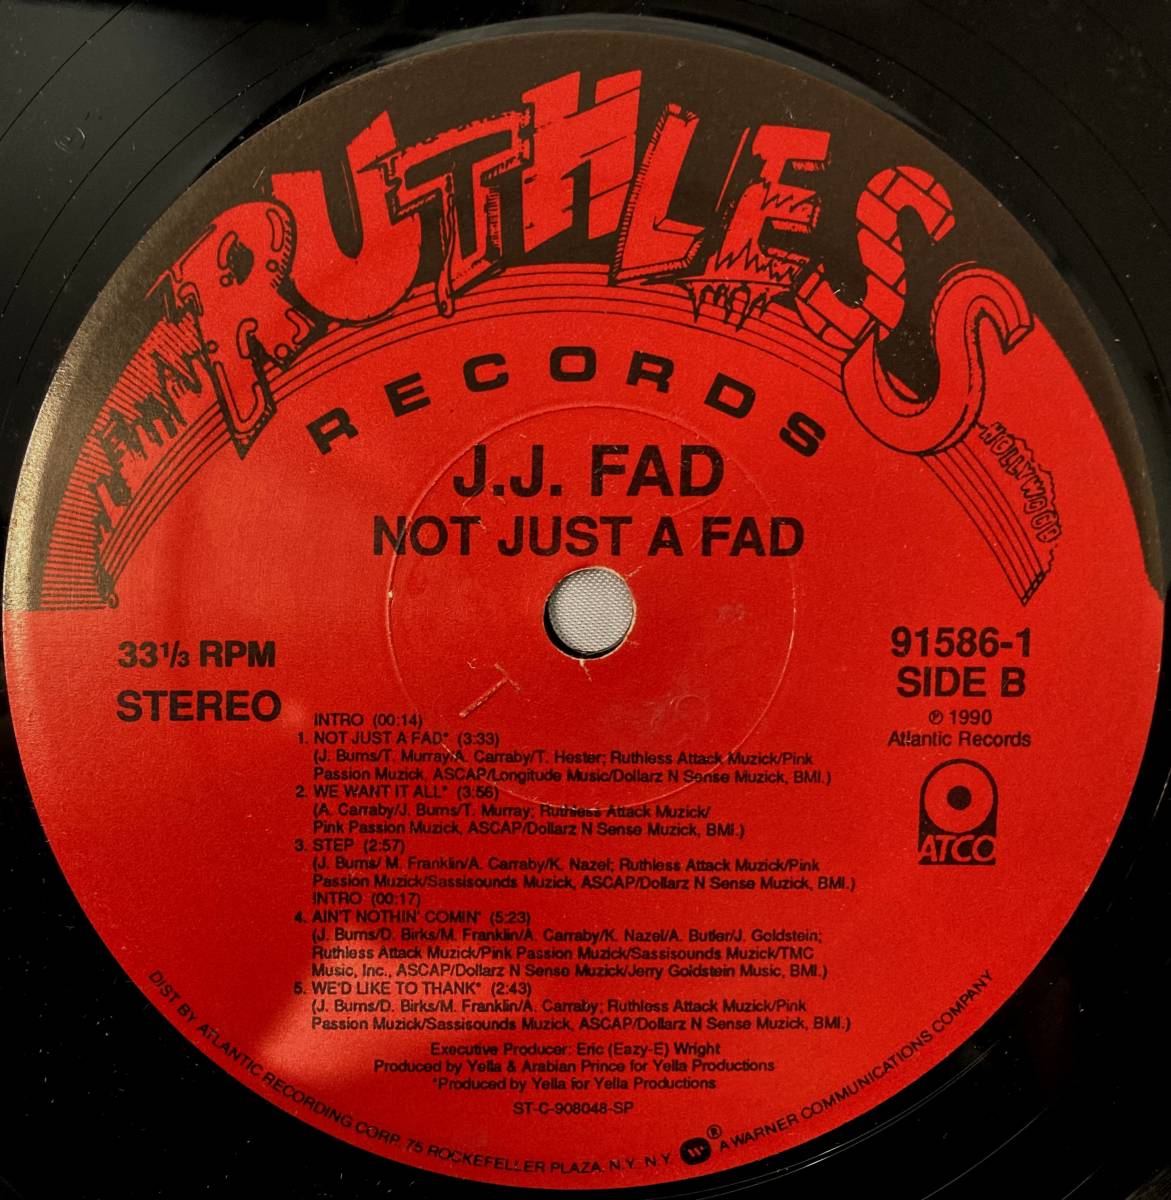 RUTHLESS
RECORDS
HOLLYWOOD
J.J. FAD
NOT JUST A FAD
33 1/3 RPM
STEREO
91586-1
SIDE B
℗ 1990
Atlantic Records
ATCO
INTRO (00:14)
1. NOT JUST A FAD* (3:33)
(J. Burns/T. Murray/A. Carraby/T. Hester; Ruthless Attack Muzick/Pink
Passion Muzick, ASCAP/Longitude Music/Dollarz N Sense Muzick, BMI.)
2. WE WANT IT ALL* (3:56)
(A. Carraby/J. Burns/T. Murray; Ruthless Attack Muzick/
Pink Passion Muzick, ASCAP/Dollarz N Sense Muzick, BMI.)
3. STEP (2:57)
(J. Burns/ M. Franklin/A. Carraby/K. Nazel; Ruthless Attack Muzick/Pink
Passion Muzick/Sassisounds Muzick, ASCAP/Dollarz N Sense Muzick, BMI.)
INTRO (00:17)
4. AIN'T NOTHIN' COMIN' (5:23)
(J. Burns/D. Birks/M. Franklin/A. Carraby/K. Nazel/A. Butler/J. Goldstein;
Ruthless Attack Muzick/Pink Passion Muzick/Sassisounds Muzick/TMC
Music, Inc., ASCAP/Dollarz N Sense Muzick/Jerry Goldstein Music, BMI.)
5. WE'D LIKE TO THANK* (2:43)
(J. Burns/D. Birks/M. Franklin/A. Carraby; Ruthless Attack Muzick/Pink
Passion Muzick/Sassisounds Muzick, ASCAP/Dollarz N Sense Muzick, BMI.)
Executive Producer: Eric (Eazy-E) Wright
Produced by Yella & Arabian Prince for Yella Productions
*Produced by Yella for Yella Productions
ST-C-908048-SP
DIST BY ATLANTIC RECORDING CORP. 75 ROCKEFELLER PLAZA, N.Y. N.Y. ® A WARNER COMMUNICATIONS COMPANY